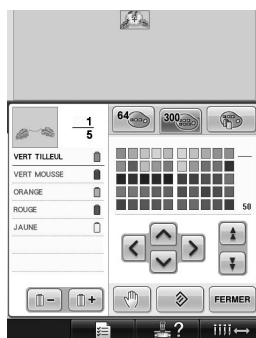 1
5
64
300
VERT TILLEUL
VERT MOUSSE
ORANGE
ROUGE
JAUNE
50
− +
FERMER
?